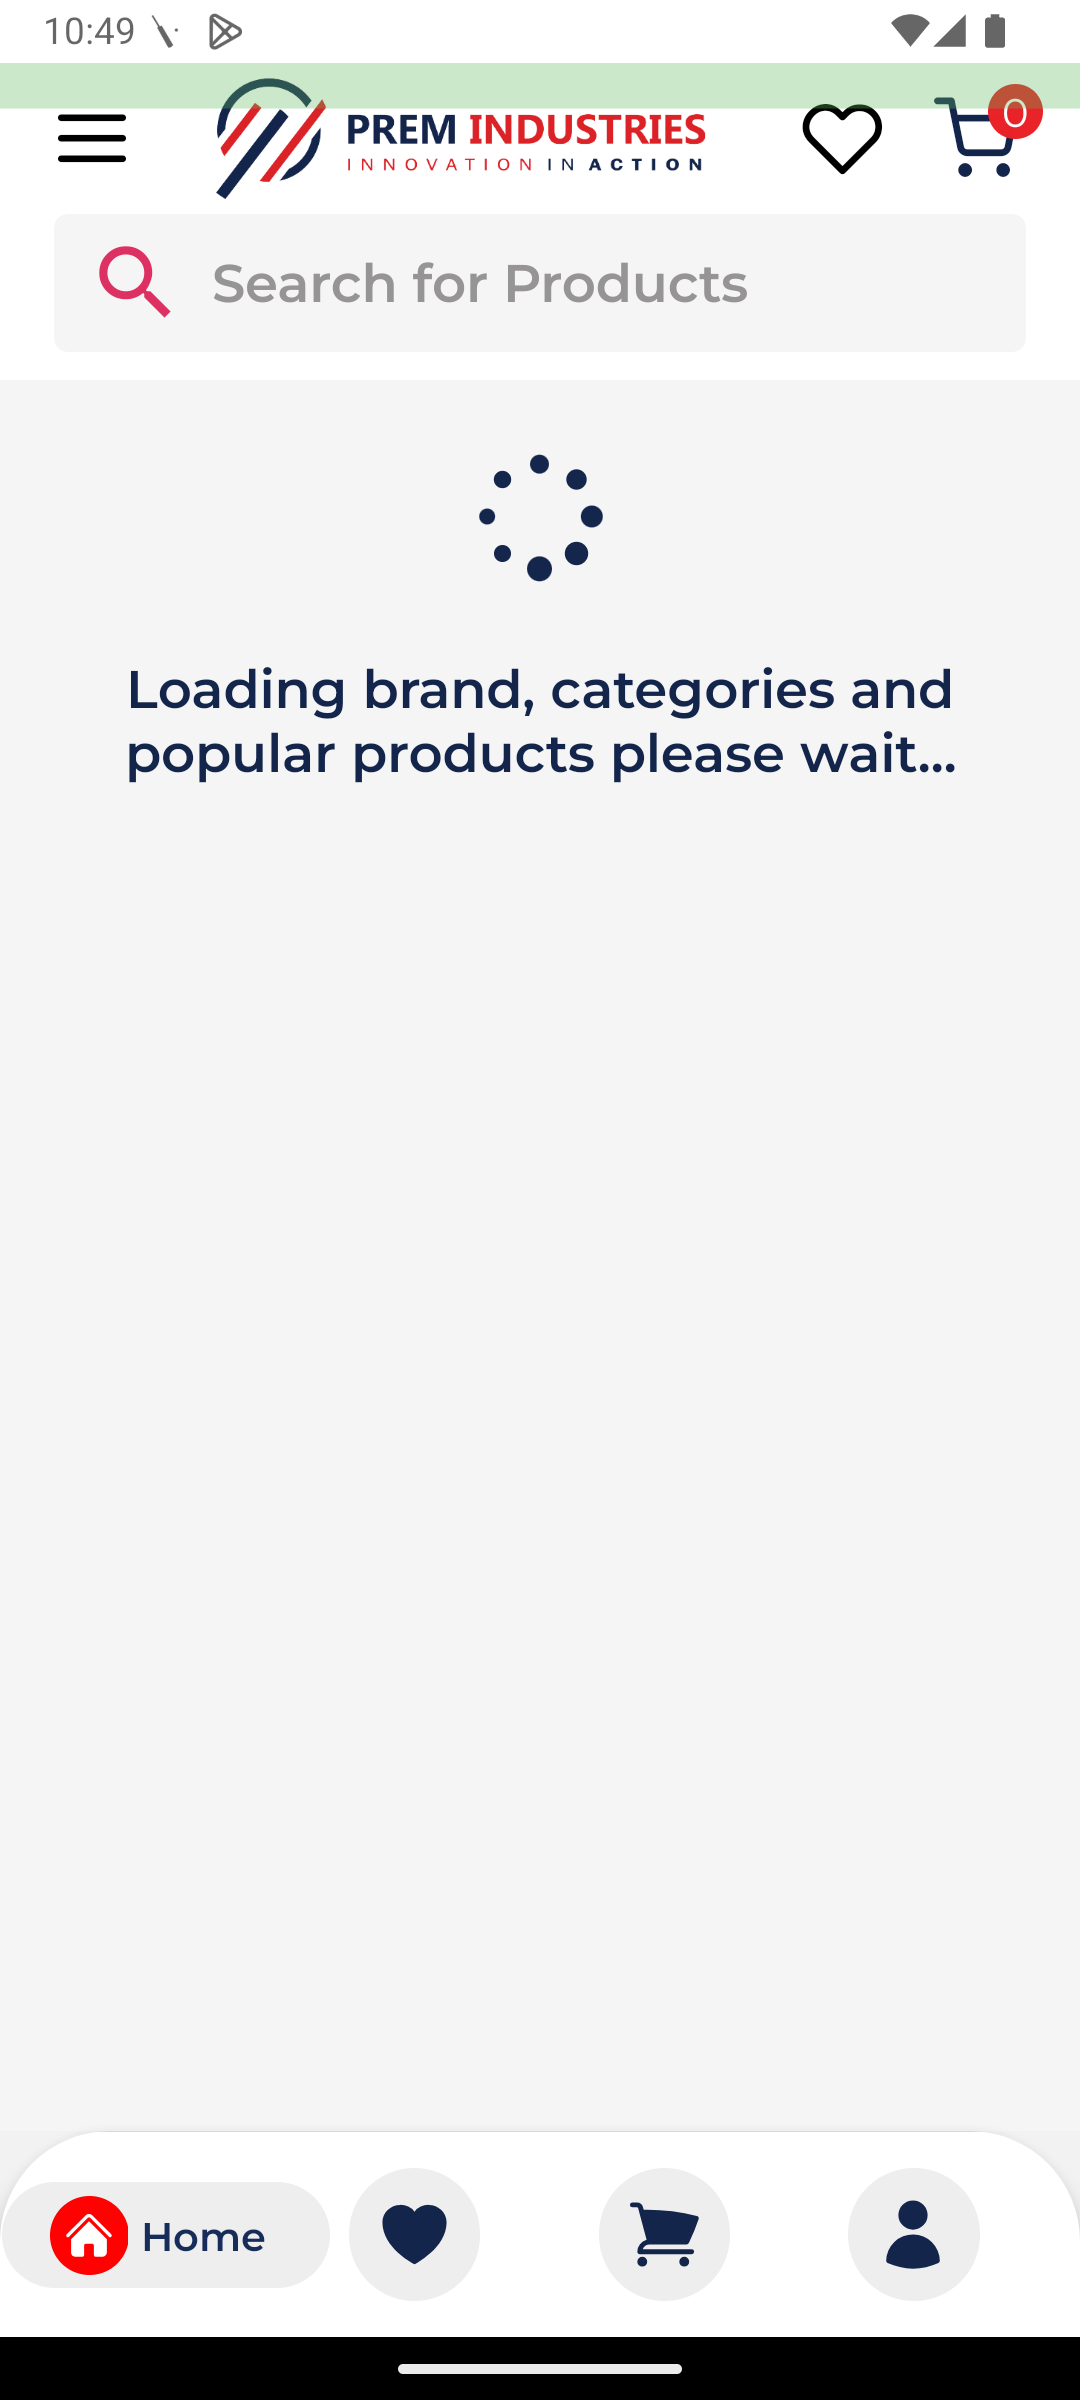 10:49
PREM INDUSTRIES
INNOVATION IN ACTION
0
Search for Products
Loading brand, categories and
popular products please wait...
Home